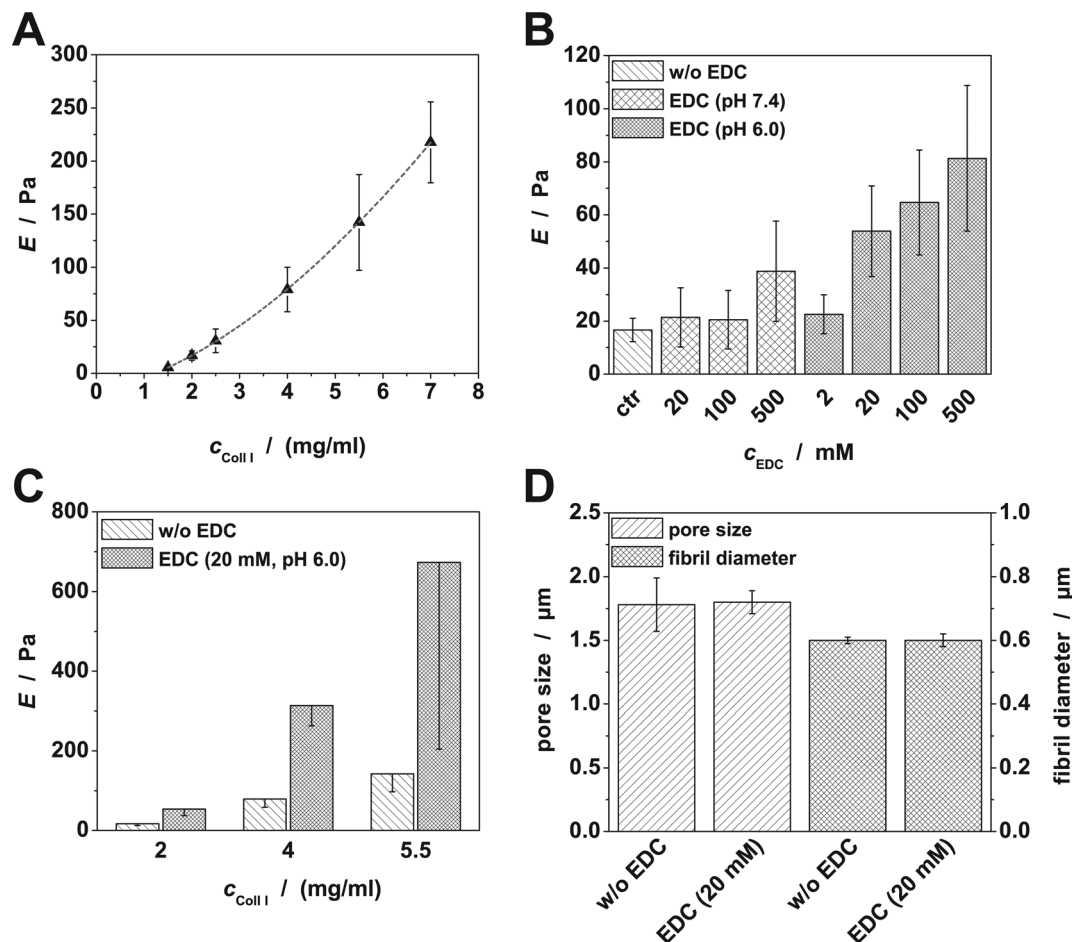 A
300
250
200
150
100
50
0
E / Pa
0 1 2 3 4 5 6 7 8
c Coll I / (mg/ml)
B
120
100
80
60
40
20
0
E / Pa
w/o EDC
EDC (pH 7.4)
EDC (pH 6.0)
ctr 20 100 500 2 20 100 500
c EDC / mM
C
800
600
400
200
0
E / Pa
w/o EDC
EDC (20 mM, pH 6.0)
2 4 5.5
c Coll I / (mg/ml)
D
2.5
2.0
1.5
1.0
0.5
0.0
pore size / µm
pore size
fibril diameter
1.0
0.8
0.6
0.4
0.2
0.0
fibril diameter / µm
w/o EDC
EDC (20 mM)
w/o EDC
EDC (20 mM)